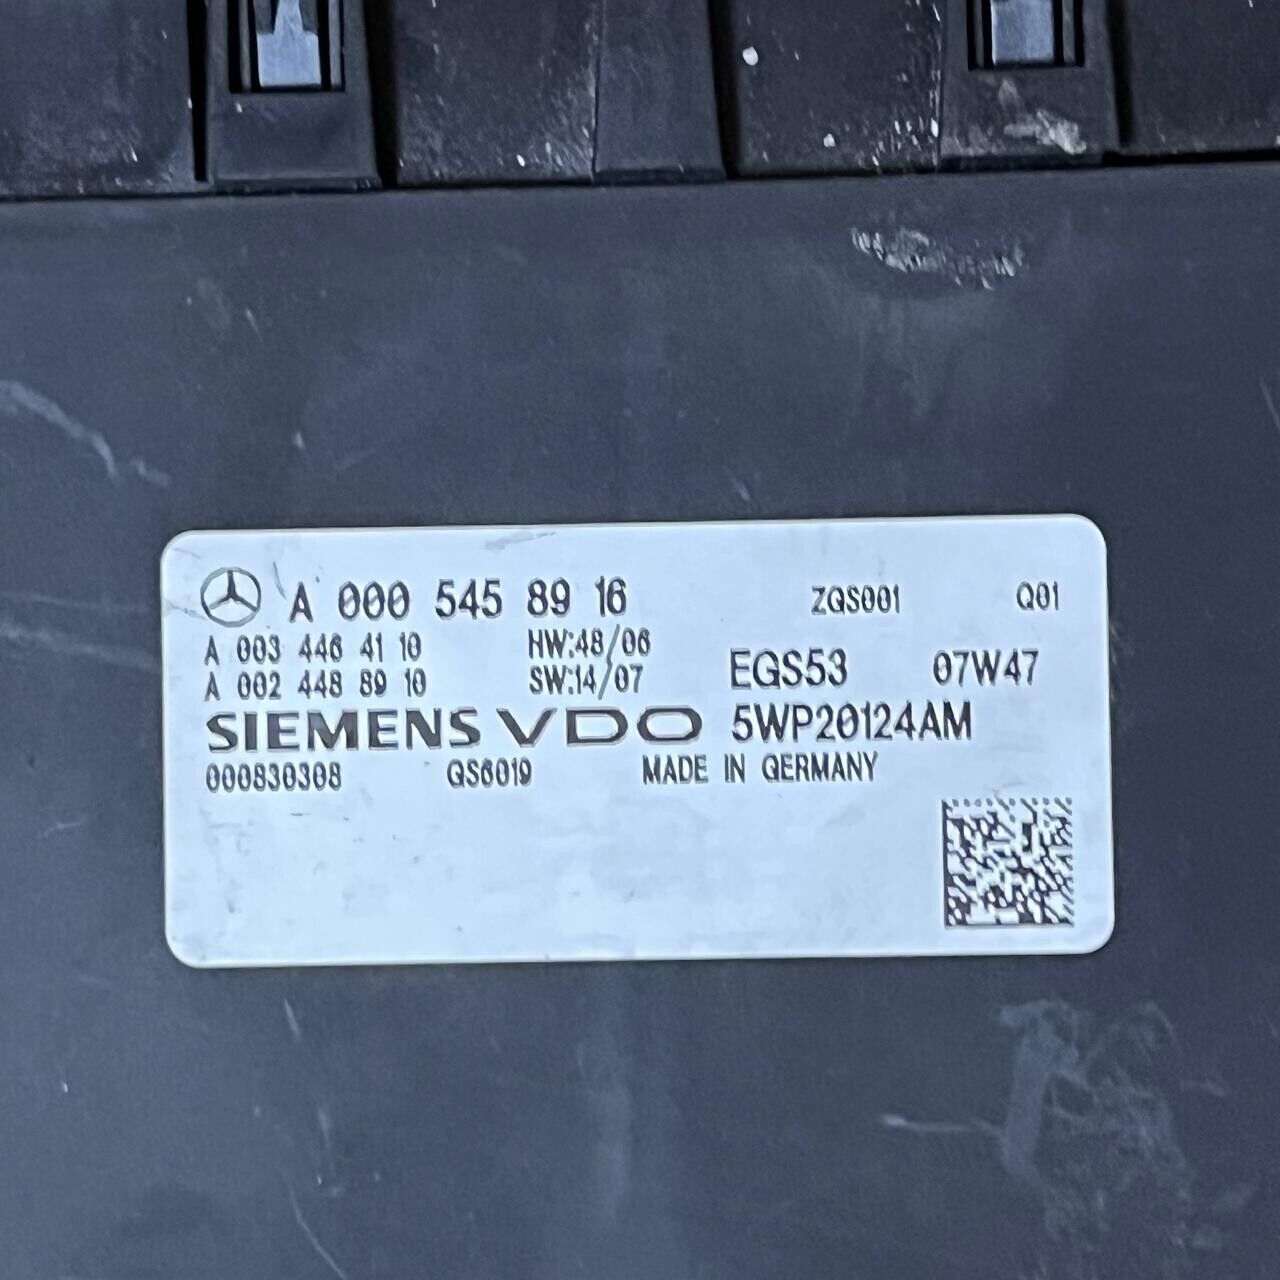 A 000 545 89 16 ZGS001 Q01
A 003 446 41 10 HW:48/06
A 002 448 89 10 SW:14/07 EGS53 07W47
SIEMENS VDO 5WP20124AM
000830308 GS6019 MADE IN GERMANY